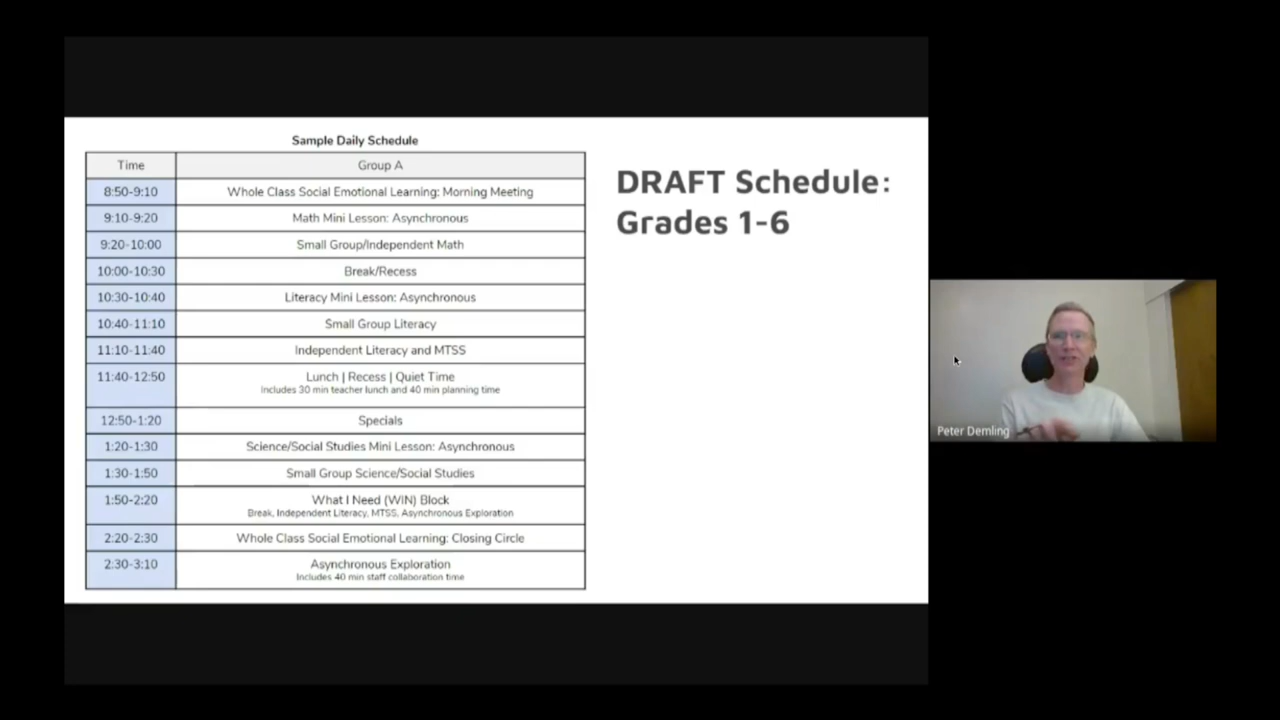 Sample Daily Schedule
Time Group A
8:50-9:10 Whole Class Social Emotional Learning: Morning Meeting
9:10-9:20 Math Mini Lesson: Asynchronous
9:20-10:00 Small Group/Independent Math
10:00-10:30 Break/Recess
10:30-10:40 Literacy Mini Lesson: Asynchronous
10:40-11:10 Small Group Literacy
11:10-11:40 Independent Literacy and MTSS
11:40-12:50 Lunch | Recess | Quiet Time
Includes 30 min teacher lunch and 40 min planning time
12:50-1:20 Specials
1:20-1:30 Science/Social Studies Mini Lesson: Asynchronous
1:30-1:50 Small Group Science/Social Studies
1:50-2:20 What I Need (WIN) Block
Break, Independent Literacy, MTSS, Asynchronous Exploration
2:20-2:30 Whole Class Social Emotional Learning: Closing Circle
2:30-3:10 Asynchronous Exploration
Includes 40 min staff collaboration time
DRAFT Schedule:
Grades 1-6
Peter Demling